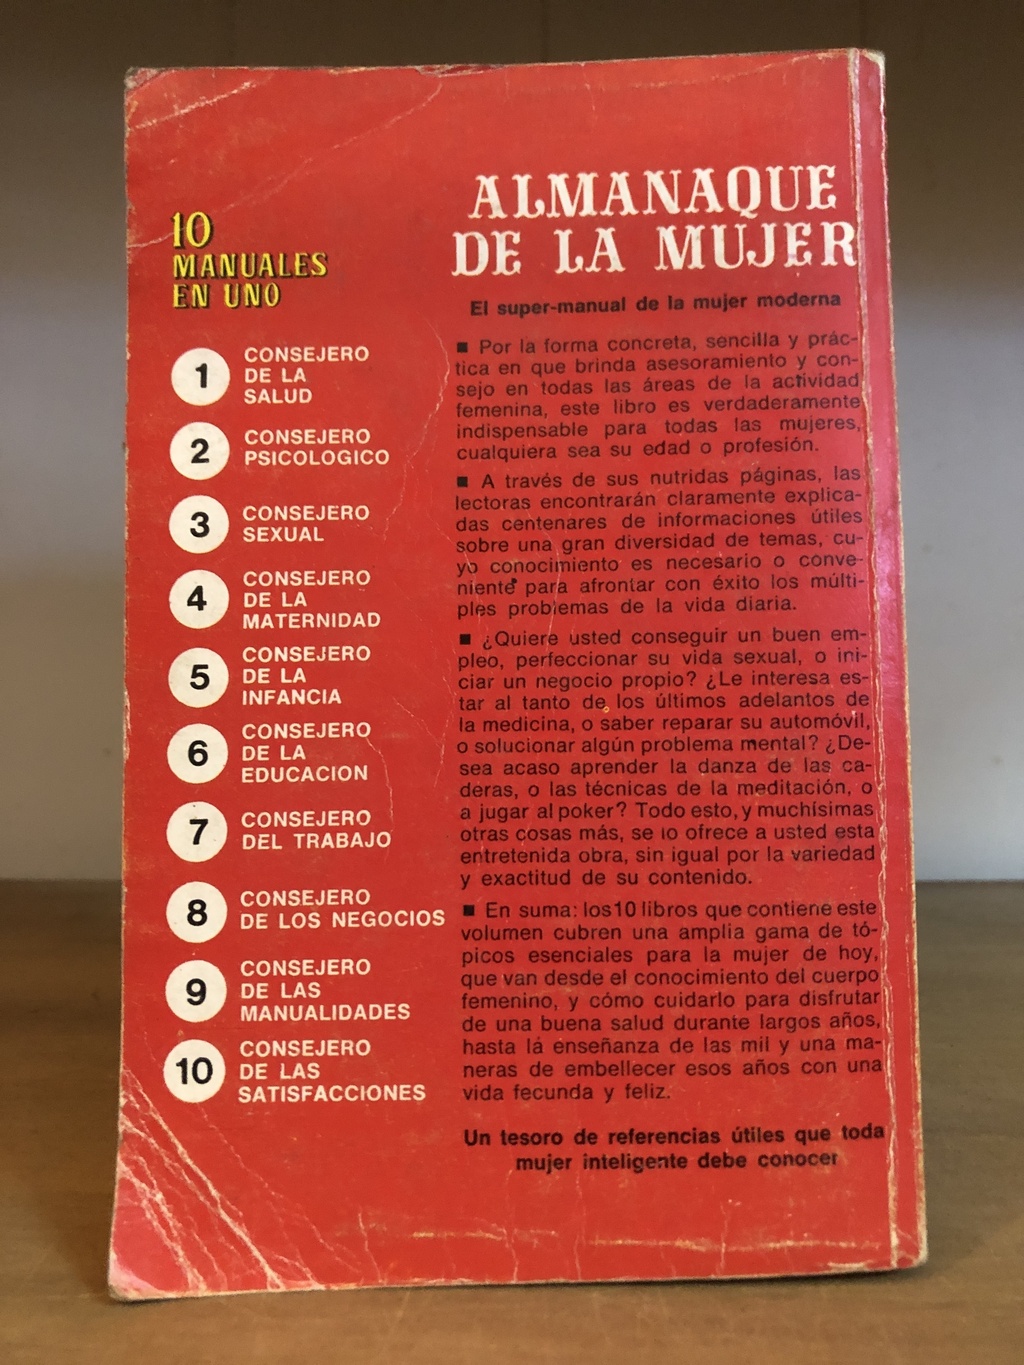 10
MANUALES
EN UNO
1 CONSEJERO
DE LA
SALUD
2 CONSEJERO
PSICOLOGICO
3 CONSEJERO
SEXUAL
4 CONSEJERO
DE LA
MATERNIDAD
5 CONSEJERO
DE LA
INFANCIA
6 CONSEJERO
DE LA
EDUCACION
7 CONSEJERO
DEL TRABAJO
8 CONSEJERO
DE LOS NEGOCIOS
9 CONSEJERO
DE LAS
MANUALIDADES
10 CONSEJERO
DE LAS
SATISFACCIONES
ALMANAQUE
DE LA MUJER
El super-manual de la mujer moderna
■ Por la forma concreta, sencilla y prác-
tica en que brinda asesoramiento y con-
sejo en todas las áreas de la actividad
femenina, este libro es verdaderamente
indispensable para todas las mujeres,
cualquiera sea su edad o profesión.
■ A través de sus nutridas páginas, las
lectoras encontrarán claramente explica-
das centenares de informaciones útiles
sobre una gran diversidad de temas, cu-
yo conocimiento es necesario o conve-
niente para afrontar con éxito los múlti-
ples problemas de la vida diaria.
■ ¿Quiere usted conseguir un buen em-
pleo, perfeccionar su vida sexual, o ini-
ciar un negocio propio? ¿Le interesa es-
tar al tanto de los últimos adelantos de
la medicina, o saber reparar su automóvil,
o solucionar algún problema mental? ¿De-
sea acaso aprender la danza de las ca-
deras, o las técnicas de la meditación, o
a jugar al poker? Todo esto, y muchísimas
otras cosas más, se lo ofrece a usted esta
entretenida obra, sin igual por la variedad
y exactitud de su contenido.
■ En suma: los 10 libros que contiene este
volumen cubren una amplia gama de tó-
picos esenciales para la mujer de hoy,
que van desde el conocimiento del cuerpo
femenino, y cómo cuidarlo para disfrutar
de una buena salud durante largos años,
hasta lá enseñanza de las mil y una ma-
neras de embellecer esos años con una
vida fecunda y feliz.
Un tesoro de referencias útiles que toda
mujer inteligente debe conocer